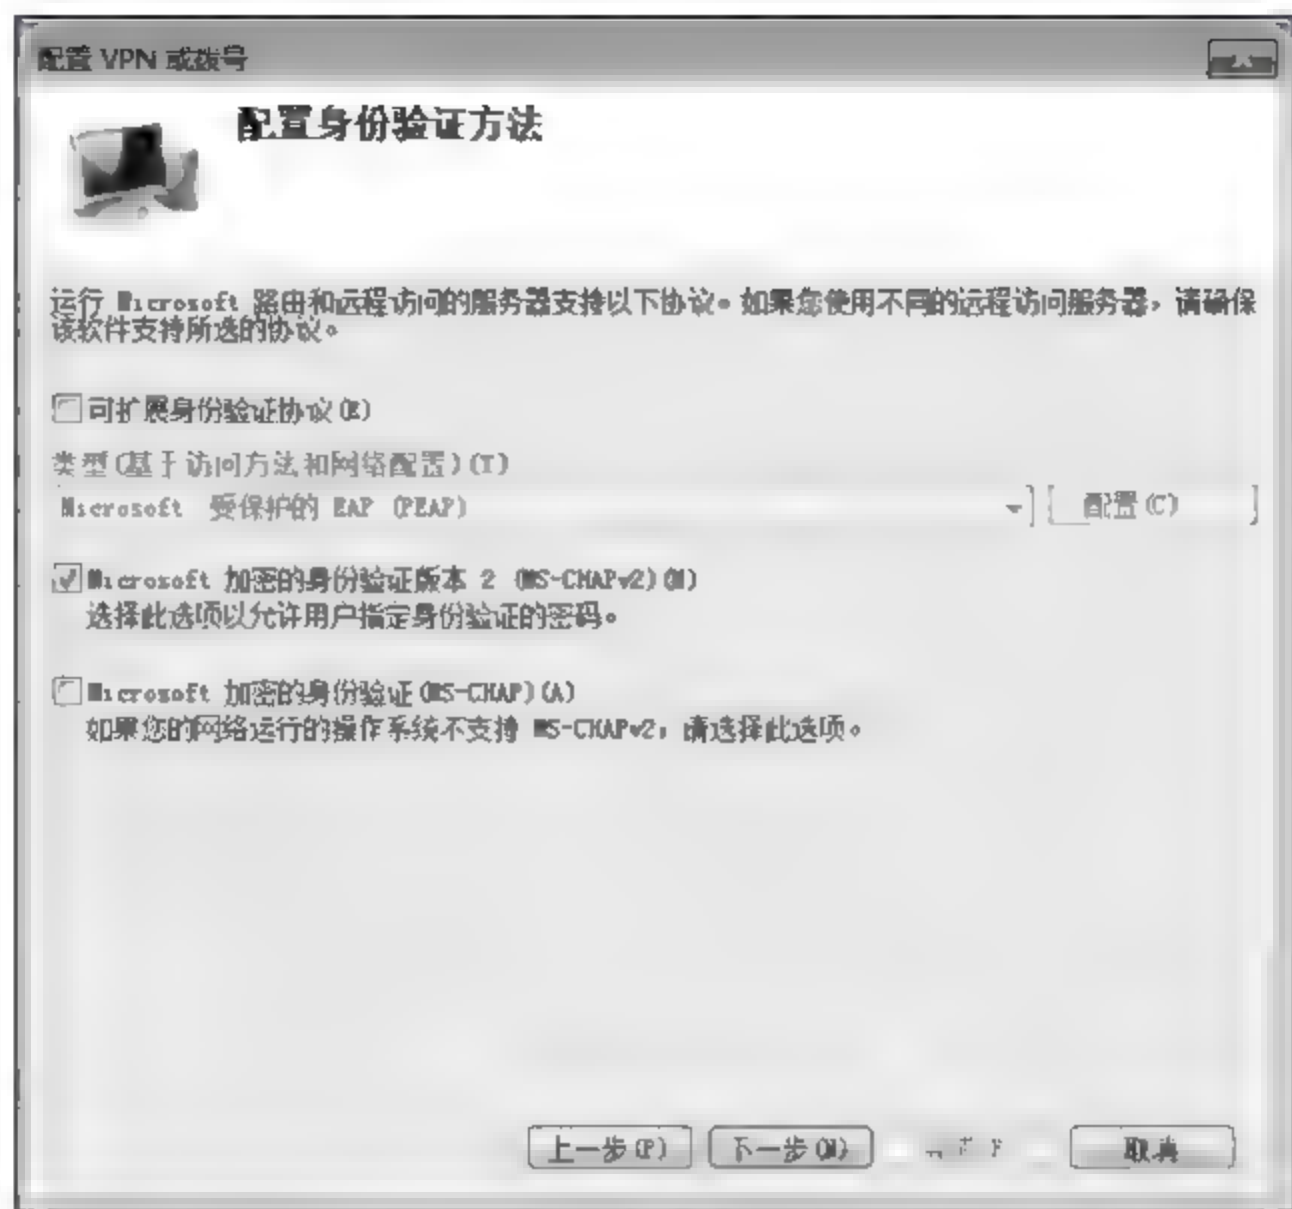 配置 VPN 或拨号
配置身份验证方法
运行 Microsoft 路由和远程访问的服务器支持以下协议。如果您使用不同的远程访问服务器，请确保
该软件支持所选的协议。
可扩展身份验证协议(E)
类型(基于访问方法和网络配置)(T)
Microsoft 受保护的 EAP (PEAP)
配置(C)
Microsoft 加密的身份验证版本 2 (MS-CHAPv2)(M)
选择此选项以允许用户指定身份验证的密码。
Microsoft 加密的身份验证(MS-CHAP)(A)
如果您的网络运行的操作系统不支持 MS-CHAPv2，请选择此选项。
上一步(P) 下一步(N) 取消